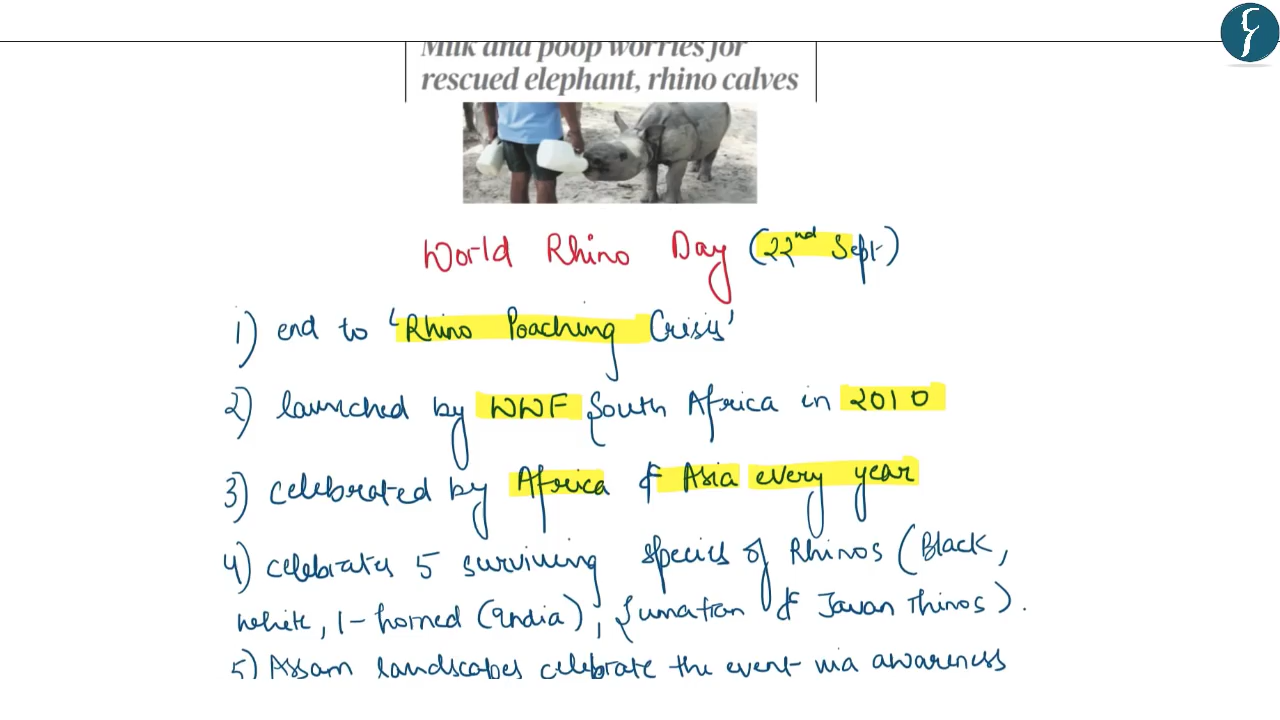 Milk and poop worries for
rescued elephant, rhino calves
World Rhino Day (22nd Sept)
1) end to 'Rhino Poaching Crisis'
2) launched by WWF South Africa in 2010
3) celebrated by Africa & Asia every year
4) celebrates 5 surviving species of Rhinos (Black,
white, 1-horned (India), Sumatran & Javan rhinos).
5) Assam landscapes celebrate the event via awareness